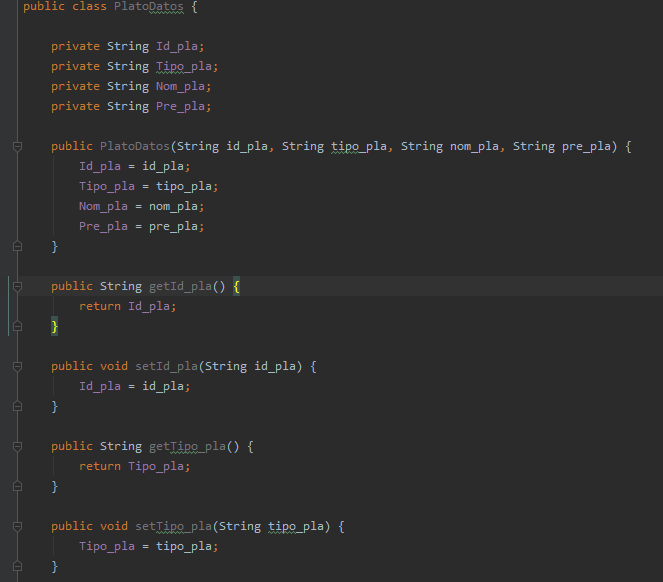 public class PlatoDatos {
private String Id_pla;
private String Tipo_pla;
private String Nom_pla;
private String Pre_pla;
public PlatoDatos(String id_pla, String tipo_pla, String nom_pla, String pre_pla) {
Id_pla = id_pla;
Tipo_pla = tipo_pla;
Nom_pla = nom_pla;
Pre_pla = pre_pla;
}
public String getId_pla() {
return Id_pla;
}
public void setId_pla(String id_pla) {
Id_pla = id_pla;
}
public String getTipo_pla() {
return Tipo_pla;
}
public void setTipo_pla(String tipo_pla) {
Tipo_pla = tipo_pla;
}